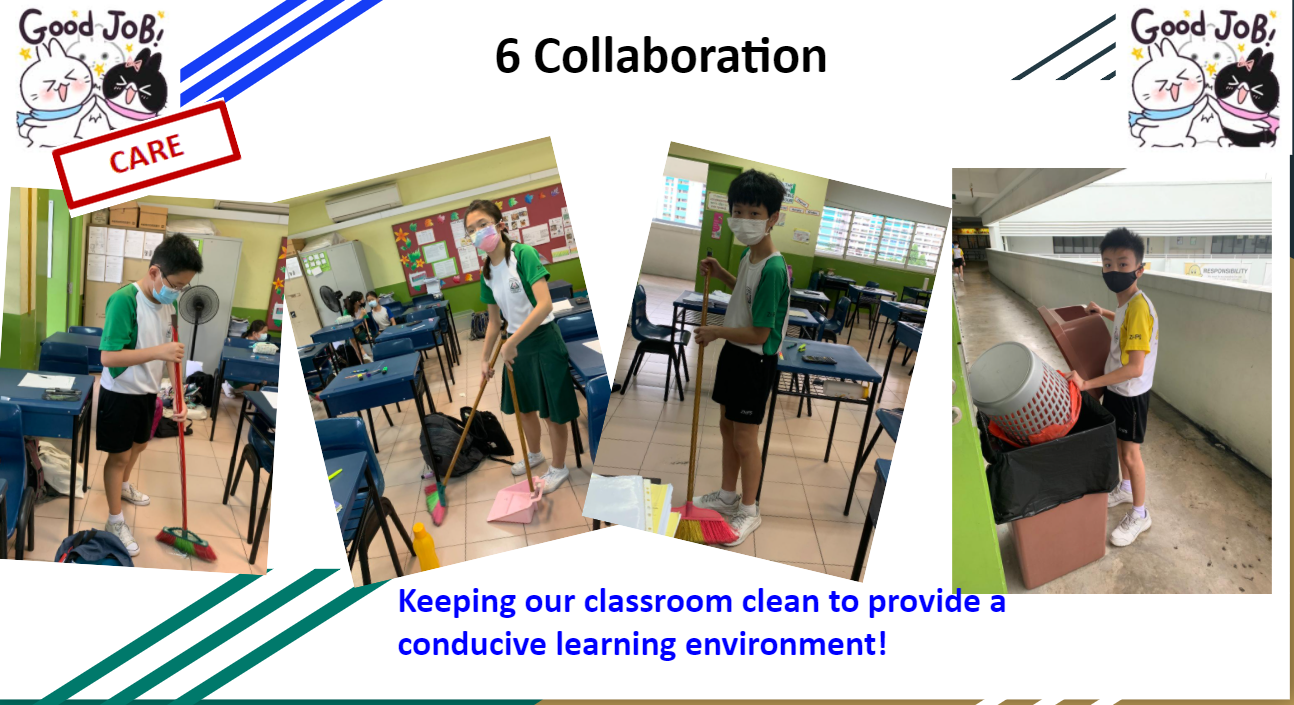 Good JOB!
6 Collaboration
Good JOB!
CARE
RESPONSIBILITY
Keeping our classroom clean to provide a
conducive learning environment!